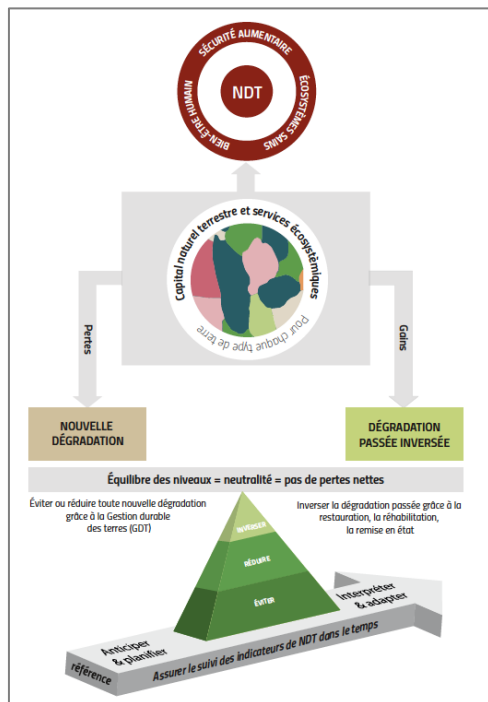 SÉCURITÉ ALIMENTAIRE
ÉCOSYSTÈMES SAINS
BIEN-ÊTRE HUMAIN
NDT
Capital naturel terrestre et services écosystémiques
Pour chaque type de terre
Pertes
Gains
NOUVELLE
DÉGRADATION
DÉGRADATION
PASSÉE INVERSÉE
Équilibre des niveaux = neutralité = pas de pertes nettes
Éviter ou réduire toute nouvelle dégradation
grâce à la Gestion durable
des terres (GDT)
Inverser la dégradation passée grâce à la
restauration, la réhabilitation,
la remise en état
INVERSER
RÉDUIRE
ÉVITER
Anticiper
& planifier
Interpréter
& adapter
référence
Assurer le suivi des indicateurs de NDT dans le temps